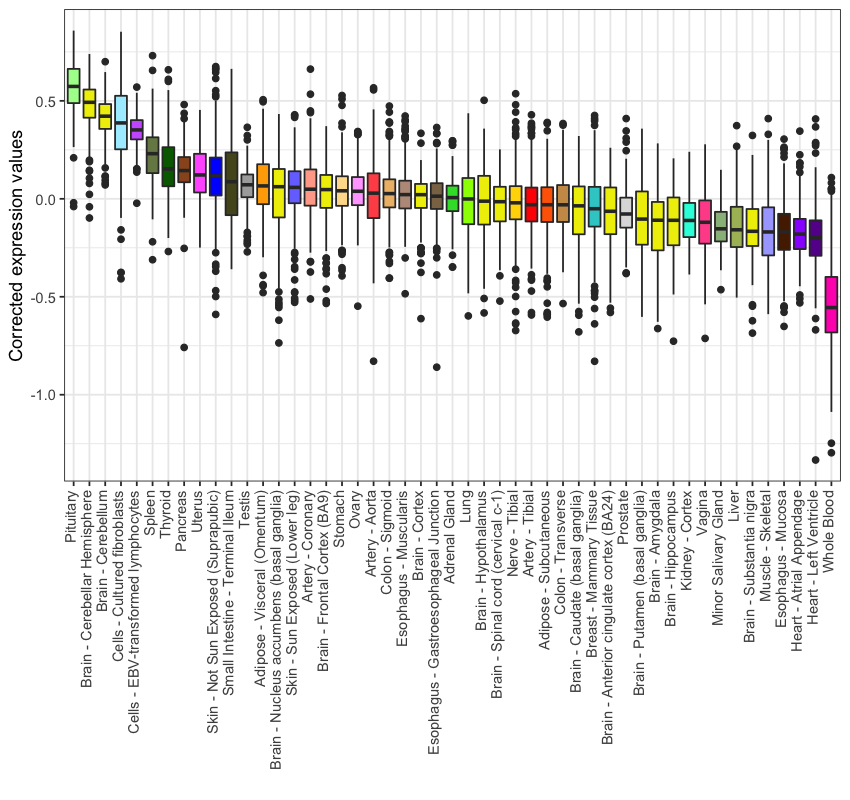 Corrected expression values
0.5
0.0
-0.5
-1.0
Pituitary
Brain - Cerebellar Hemisphere
Brain - Cerebellum
Cells - Cultured fibroblasts
Cells - EBV-transformed lymphocytes
Spleen
Thyroid
Pancreas
Uterus
Skin - Not Sun Exposed (Suprapubic)
Small Intestine - Terminal Ileum
Testis
Adipose - Visceral (Omentum)
Brain - Nucleus accumbens (basal ganglia)
Skin - Sun Exposed (Lower leg)
Artery - Coronary
Brain - Frontal Cortex (BA9)
Stomach
Ovary
Artery - Aorta
Colon - Sigmoid
Esophagus - Muscularis
Brain - Cortex
Esophagus - Gastroesophageal Junction
Adrenal Gland
Lung
Brain - Hypothalamus
Brain - Spinal cord (cervical c-1)
Nerve - Tibial
Artery - Tibial
Adipose - Subcutaneous
Colon - Transverse
Brain - Caudate (basal ganglia)
Breast - Mammary Tissue
Brain - Anterior cingulate cortex (BA24)
Prostate
Brain - Putamen (basal ganglia)
Brain - Amygdala
Brain - Hippocampus
Kidney - Cortex
Vagina
Minor Salivary Gland
Liver
Brain - Substantia nigra
Muscle - Skeletal
Esophagus - Mucosa
Heart - Atrial Appendage
Heart - Left Ventricle
Whole Blood